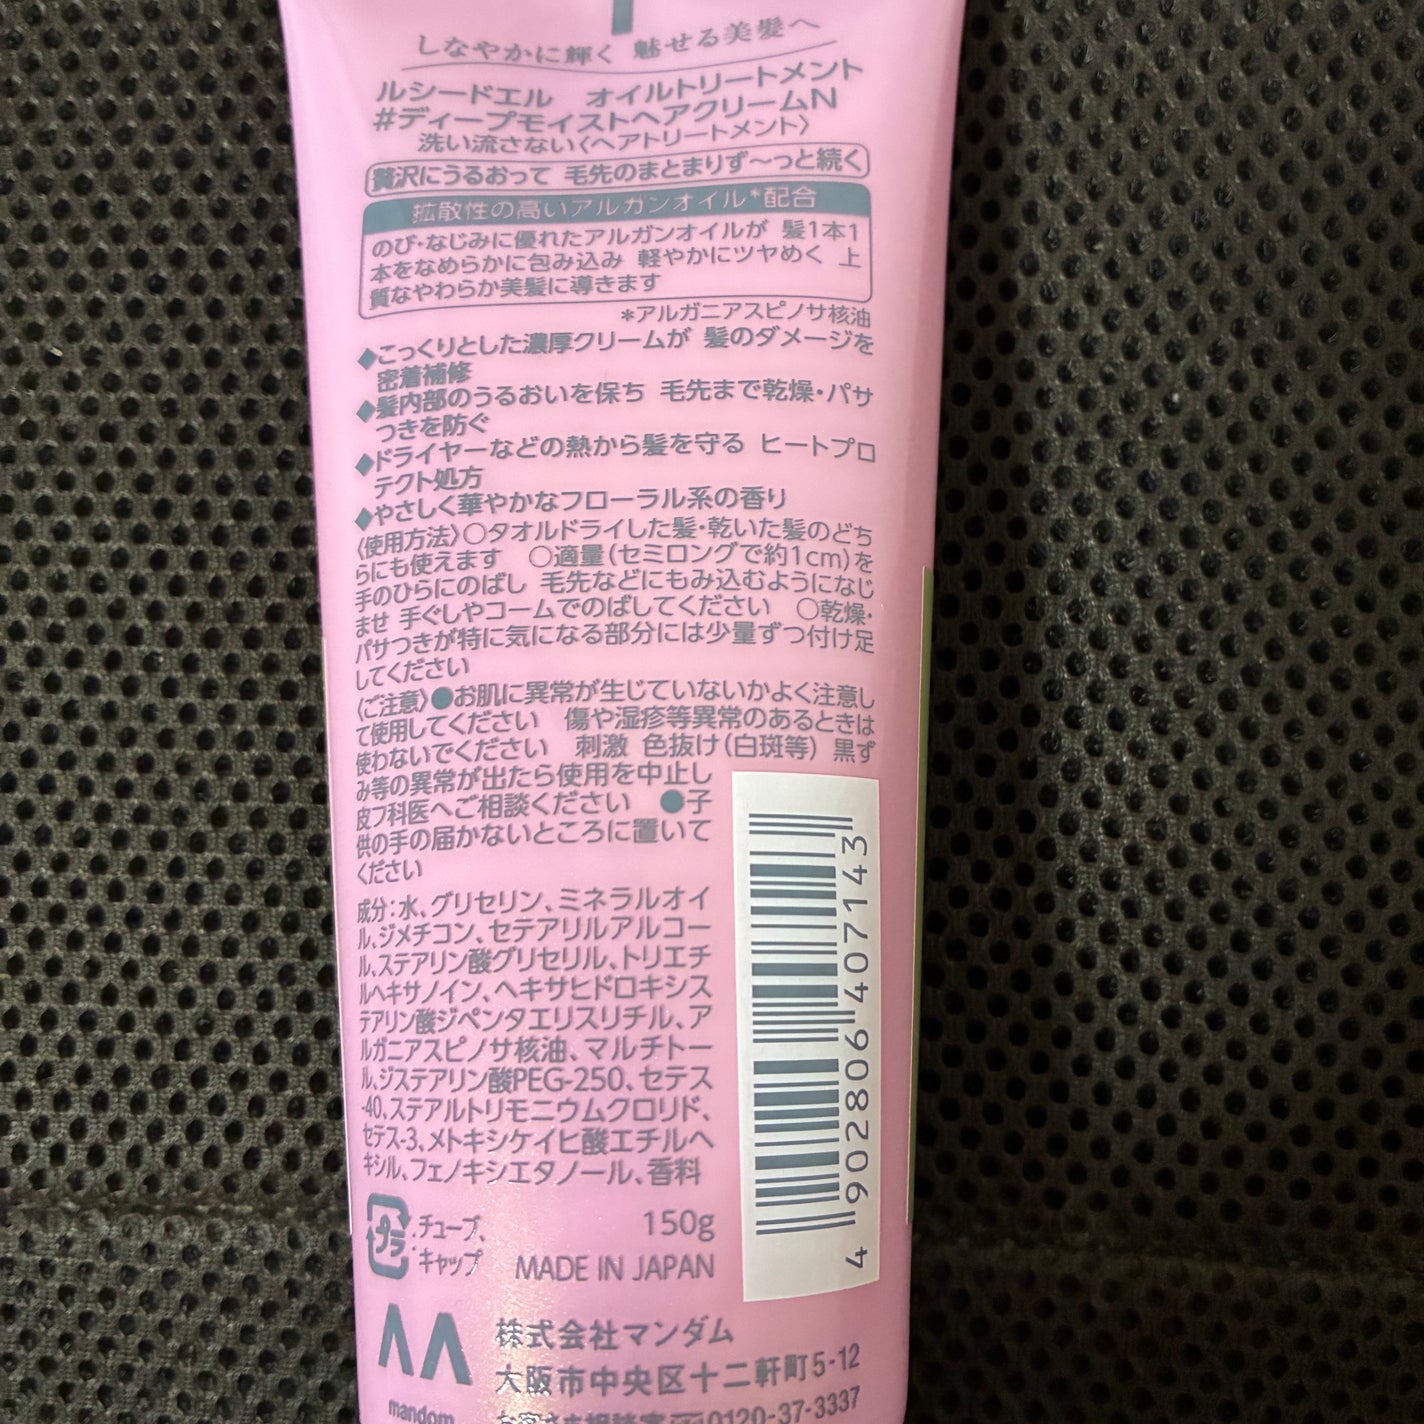 しなやかに輝く 魅せる美髪へ
ルシードエル オイルトリートメント
#ディープモイストヘアクリームN
洗い流さない〈ヘアトリートメント〉
贅沢にうるおって 毛先のまとまりず〜っと続く
拡散性の高いアルガンオイル*配合
のび・なじみに優れたアルガンオイルが 髪1本1
本をなめらかに包み込み 軽やかにツヤめく 上
質なやわらか美髪に導きます
*アルガニアスピノサ核油
◆こっくりとした濃厚クリームが 髪のダメージを
密着補修
◆髪内部のうるおいを保ち 毛先まで乾燥・パサ
つきを防ぐ
◆ドライヤーなどの熱から髪を守る ヒートプロ
テクト処方
◆やさしく華やかなフローラル系の香り
〈使用方法〉○タオルドライした髪・乾いた髪のどち
らにも使えます ○適量(セミロングで約1cm)を
手のひらにのばし 毛先などにもみ込むようになじ
ませ 手ぐしやコームでのばしてください ○乾燥・
パサつきが特に気になる部分には少量ずつ付け足
してください
〈ご注意〉●お肌に異常が生じていないかよく注意し
て使用してください 傷や湿疹等異常のあるときは
使わないでください 刺激 色抜け(白斑等) 黒ず
み等の異常が出たら使用を中止し
皮フ科医へご相談ください ●子
供の手の届かないところに置いて
ください
成分:水、グリセリン、ミネラルオイ
ル、ジメチコン、セテアリルアルコー
ル、ステアリン酸グリセリル、トリエチ
ルヘキサノイン、ヘキサヒドロキシス
テアリン酸ジペンタエリスリチル、ア
ルガニアスピノサ核油、マルチトー
ル、ジステアリン酸PEG-250、セテス
-40、ステアルトリモニウムクロリド、
セテス-3、メトキシケイヒ酸エチルヘ
キシル、フェノキシエタノール、香料
プラ
:チューブ、
:キャップ
150g
MADE IN JAPAN
4 902806 407143
株式会社マンダム
大阪市中央区十二軒町5-12
mandom
お客さま相談室 0120-37-3337